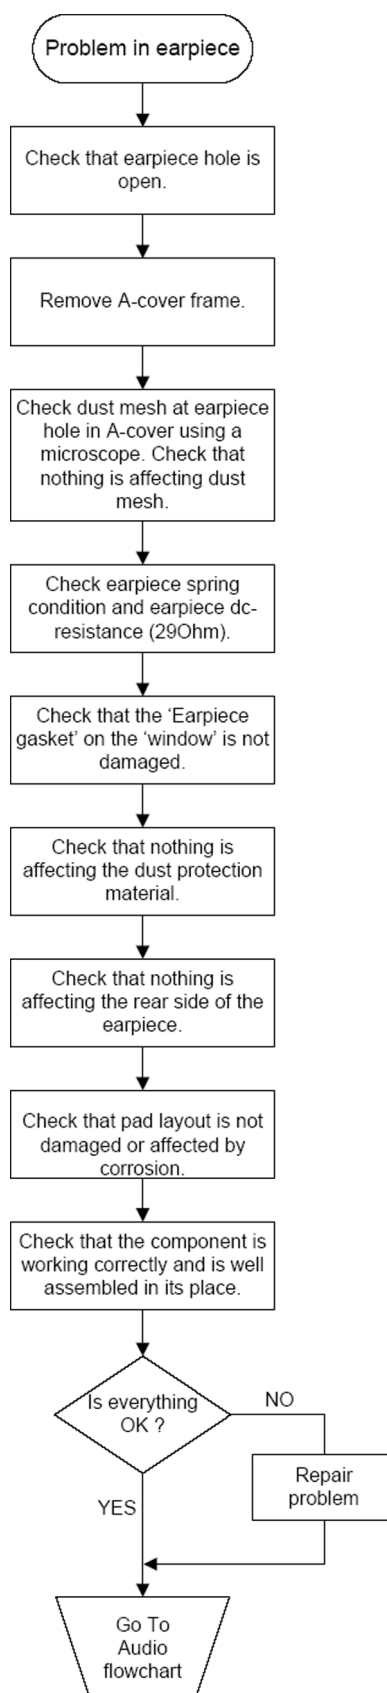 Problem in earpiece
Check that earpiece hole is
open.
Remove A-cover frame.
Check dust mesh at earpiece
hole in A-cover using a
microscope. Check that
nothing is affecting dust
mesh.
Check earpiece spring
condition and earpiece dc-
resistance (29Ohm).
Check that the ‘Earpiece
gasket’ on the ‘window’ is not
damaged.
Check that nothing is
affecting the dust protection
material.
Check that nothing is
affecting the rear side of the
earpiece.
Check that pad layout is not
damaged or affected by
corrosion.
Check that the component is
working correctly and is well
assembled in its place.
Is everything
OK ?
NO
Repair
problem
YES
Go To
Audio
flowchart